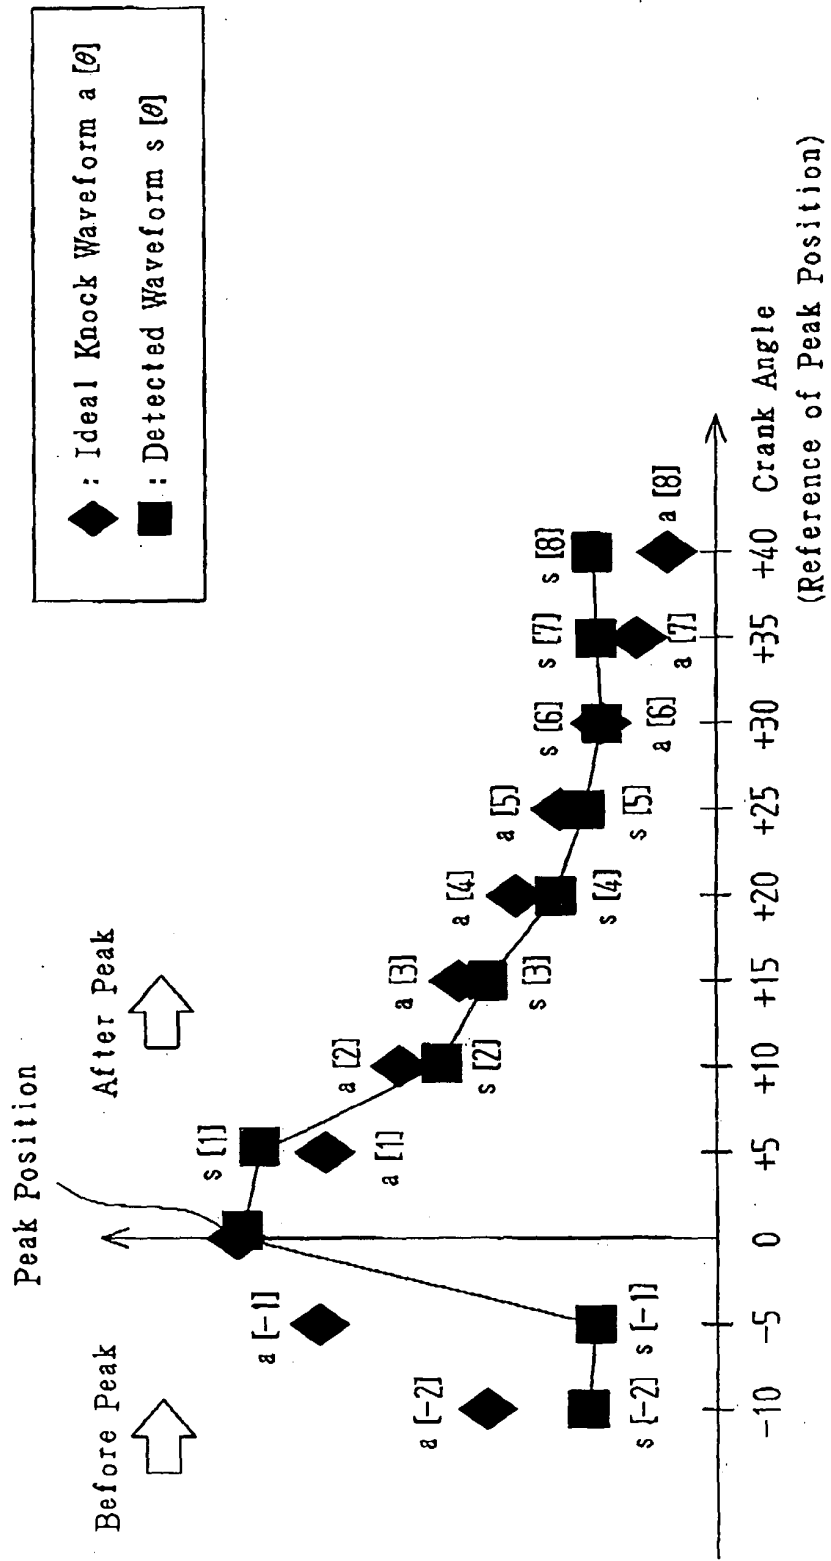 ◆ : Ideal Knock Waveform a [θ]
■ : Detected Waveform s [θ]
Peak Position
Before Peak
After Peak
a [-2]
s [-2]
a [-1]
s [-1]
s [1]
a [1]
a [2]
s [2]
a [3]
s [3]
a [4]
s [4]
a [5]
s [5]
s [6]
a [6]
s [7]
a [7]
s [8]
a [8]
-10 -5 0 +5 +10 +15 +20 +25 +30 +35 +40
Crank Angle
(Reference of Peak Position)